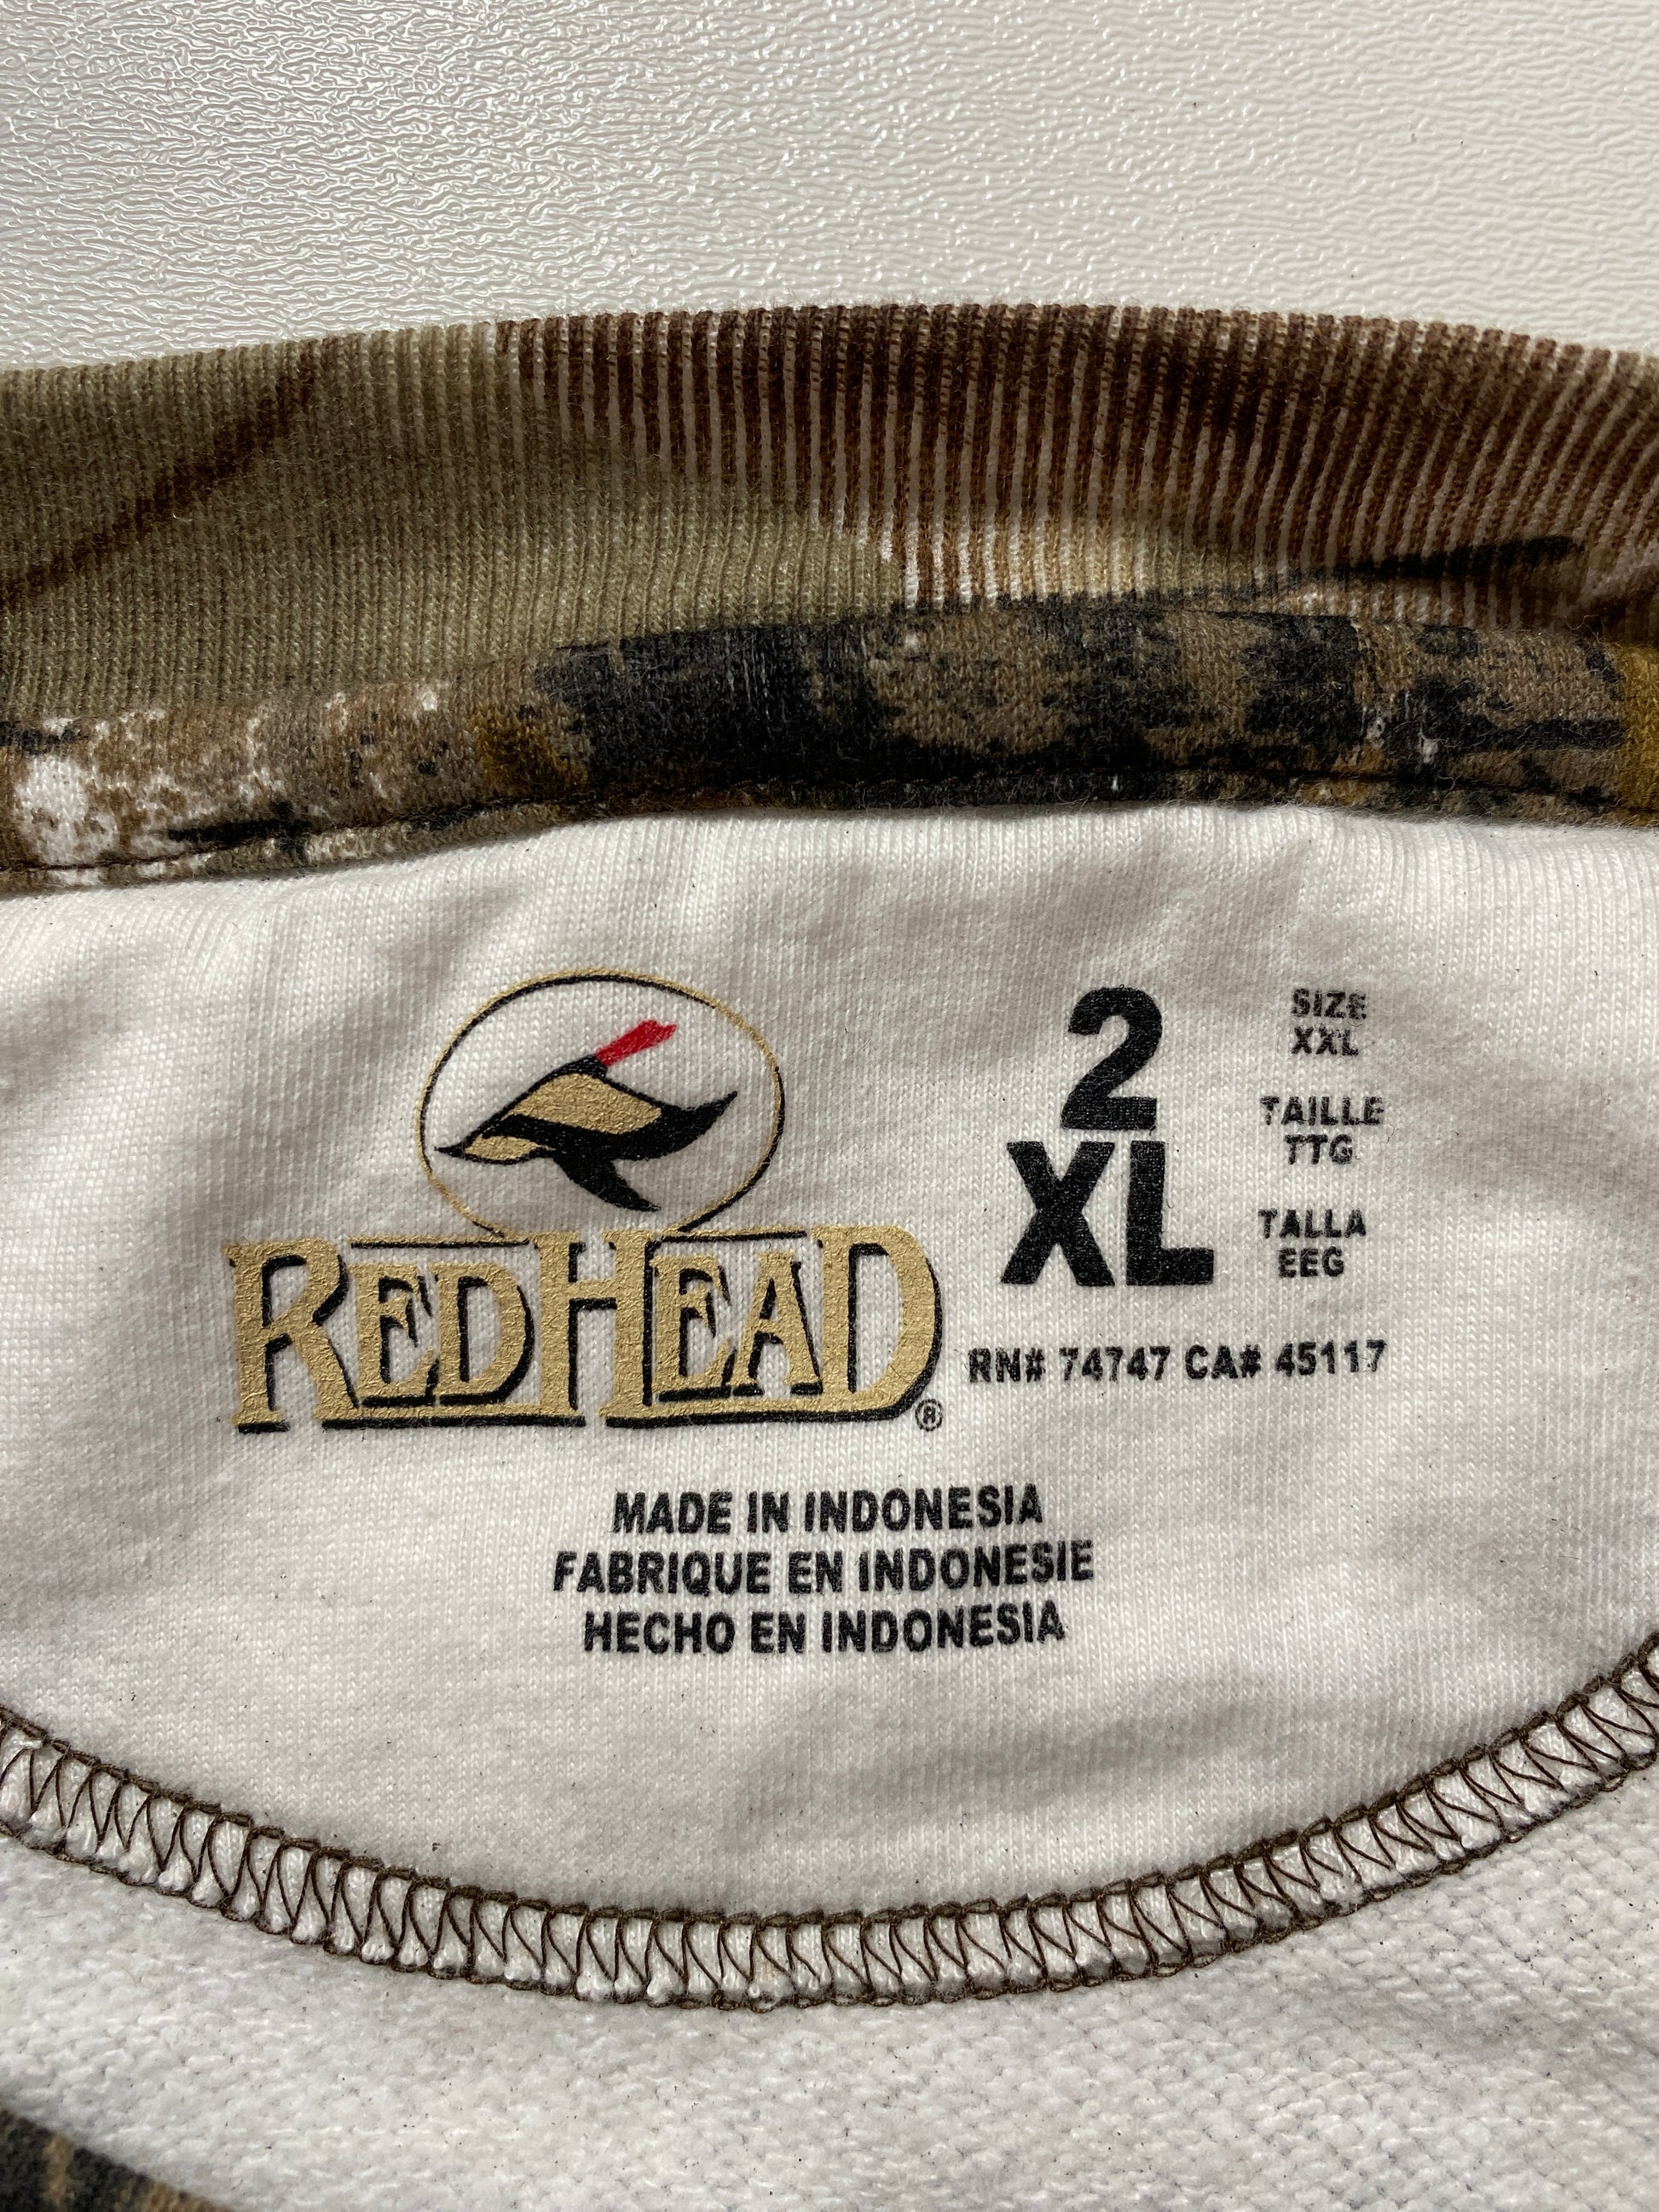 REDHEAD®
2
XL
SIZE
XXL
TAILLE
TTG
TALLA
EEG
RN# 74747 CA# 45117
MADE IN INDONESIA
FABRIQUE EN INDONESIE
HECHO EN INDONESIA